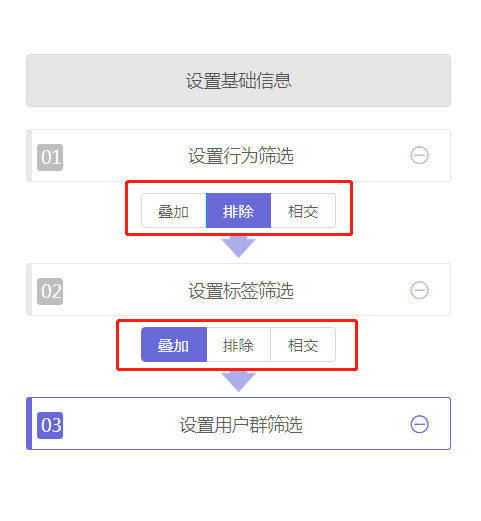 设置基础信息
01 设置行为筛选
叠加 排除 相交
02 设置标签筛选
叠加 排除 相交
03 设置用户群筛选